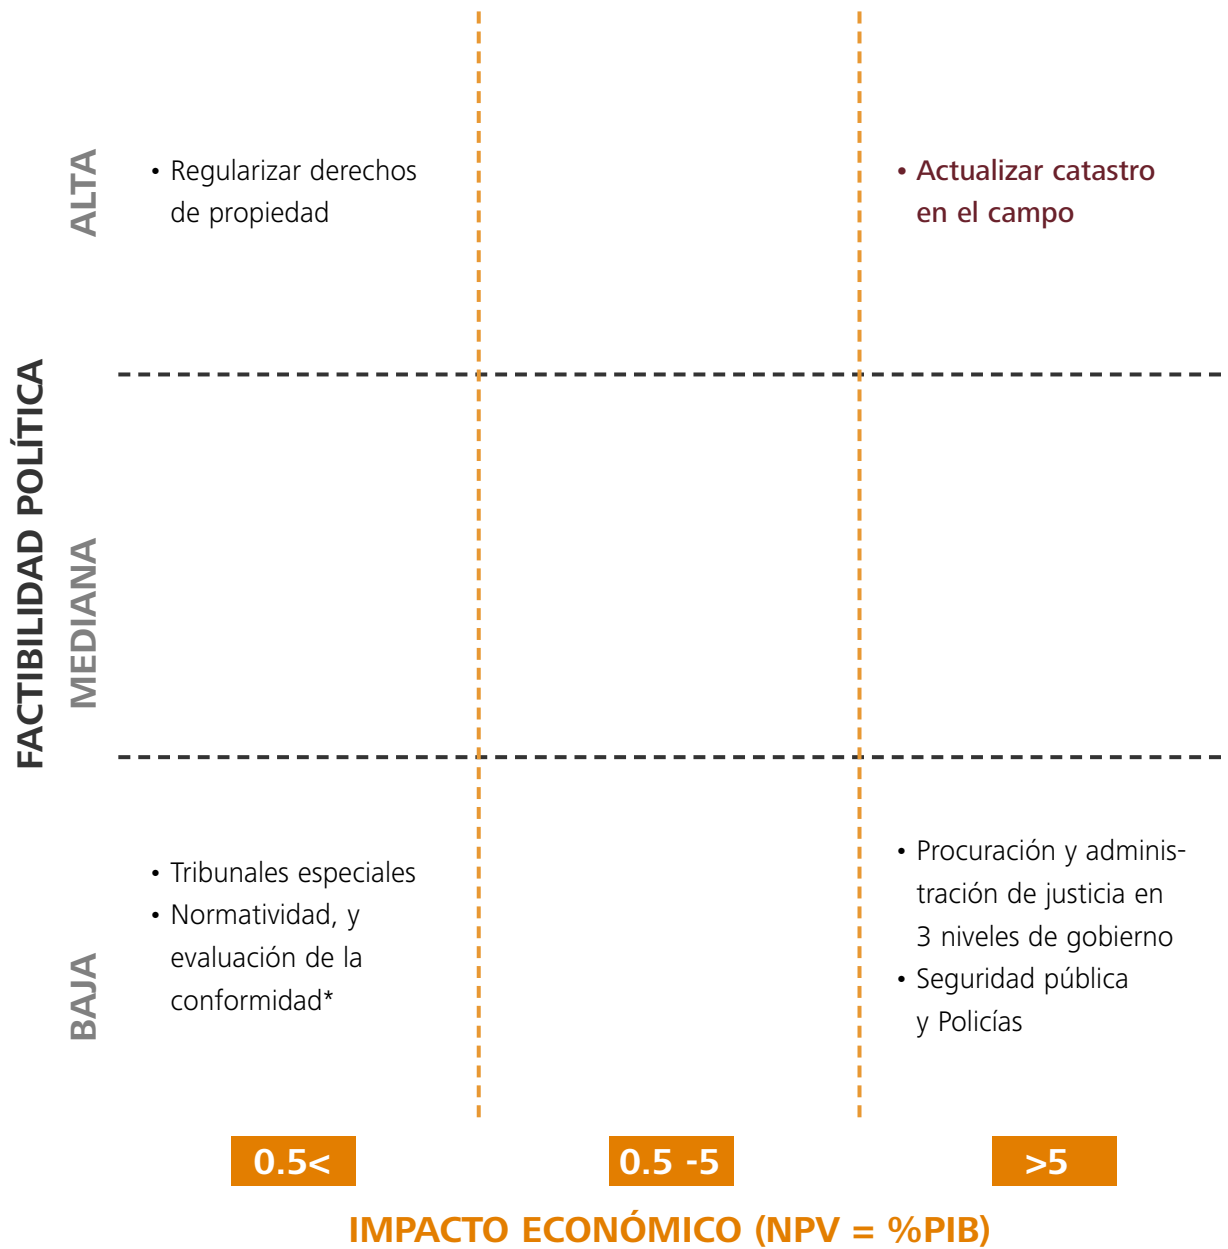 FACTIBILIDAD POLÍTICA
ALTA
• Regularizar derechos
de propiedad
• Actualizar catastro
en el campo
MEDIANA
BAJA
• Tribunales especiales
• Normatividad, y
evaluación de la
conformidad*
• Procuración y adminis-
tración de justicia en
3 niveles de gobierno
• Seguridad pública
y Policías
0.5<
0.5 -5
>5
IMPACTO ECONÓMICO (NPV = %PIB)